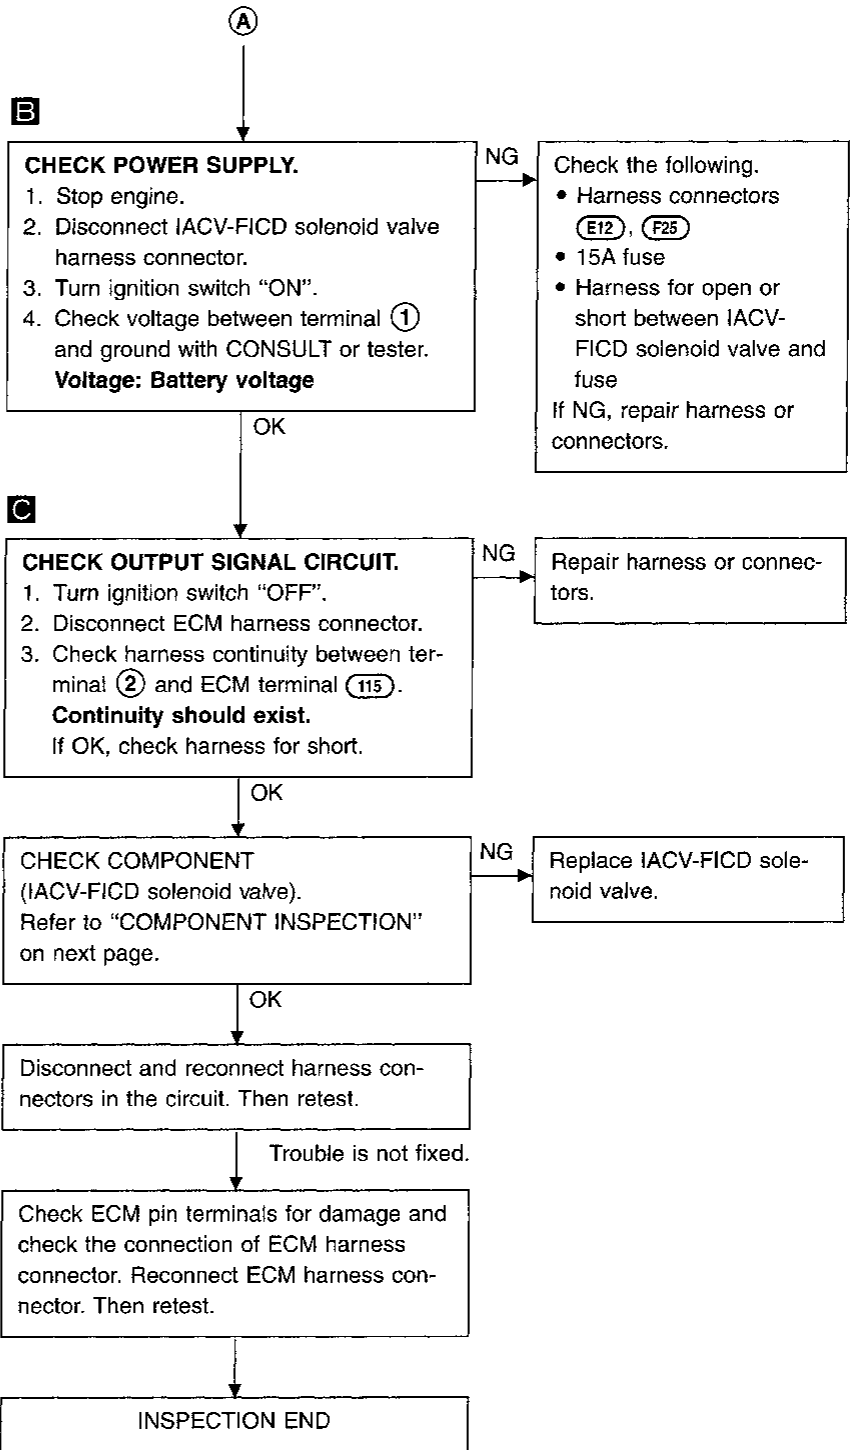 A
B
CHECK POWER SUPPLY.
1. Stop engine.
2. Disconnect IACV-FICD solenoid valve
harness connector.
3. Turn ignition switch “ON”.
4. Check voltage between terminal ①
and ground with CONSULT or tester.
Voltage: Battery voltage
NG
Check the following.
• Harness connectors
E12, F25
• 15A fuse
• Harness for open or
short between IACV-
FICD solenoid valve and
fuse
If NG, repair harness or
connectors.
OK
C
CHECK OUTPUT SIGNAL CIRCUIT.
1. Turn ignition switch “OFF”.
2. Disconnect ECM harness connector.
3. Check harness continuity between ter-
minal ② and ECM terminal 115.
Continuity should exist.
If OK, check harness for short.
NG
Repair harness or connec-
tors.
OK
CHECK COMPONENT
(IACV-FICD solenoid valve).
Refer to “COMPONENT INSPECTION”
on next page.
NG
Replace IACV-FICD sole-
noid valve.
OK
Disconnect and reconnect harness con-
nectors in the circuit. Then retest.
Trouble is not fixed.
Check ECM pin terminals for damage and
check the connection of ECM harness
connector. Reconnect ECM harness con-
nector. Then retest.
INSPECTION END